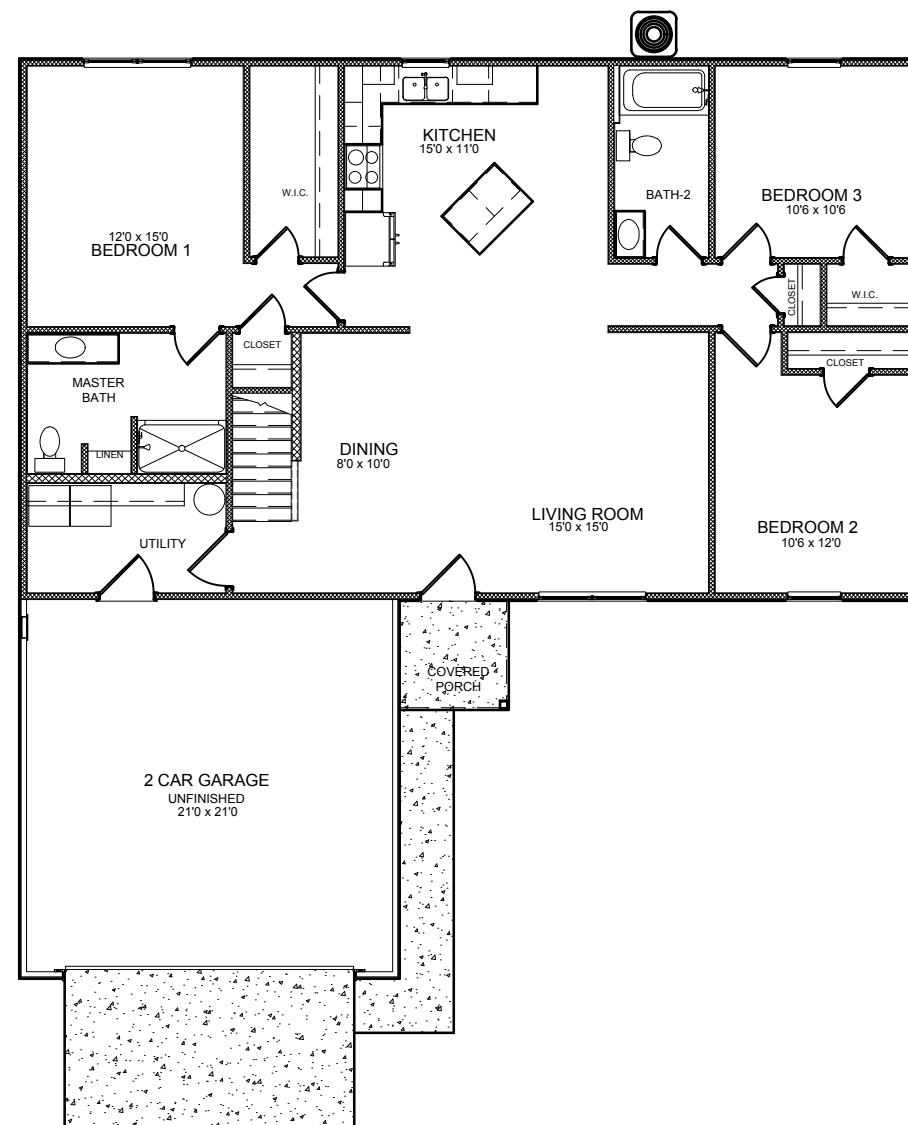 KITCHEN
15'0 x 11'0
W.I.C.
BATH-2
BEDROOM 3
10'6 x 10'6
12'0 x 15'0
BEDROOM 1
CLOSET
W.I.C.
CLOSET
CLOSET
MASTER
BATH
LINEN
DINING
8'0 x 10'0
LIVING ROOM
15'0 x 15'0
BEDROOM 2
10'6 x 12'0
UTILITY
COVERED
PORCH
2 CAR GARAGE
UNFINISHED
21'0 x 21'0